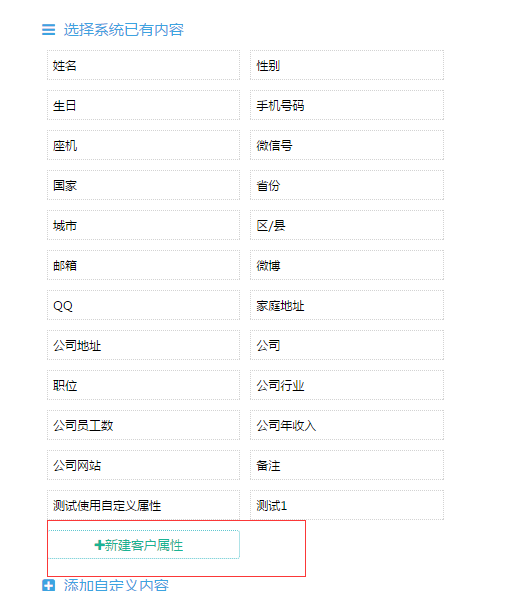 选择系统已有内容
姓名 性别
生日 手机号码
座机 微信号
国家 省份
城市 区/县
邮箱 微博
QQ 家庭地址
公司地址 公司
职位 公司行业
公司员工数 公司年收入
公司网站 备注
测试使用自定义属性 测试1
+新建客户属性
添加自定义内容